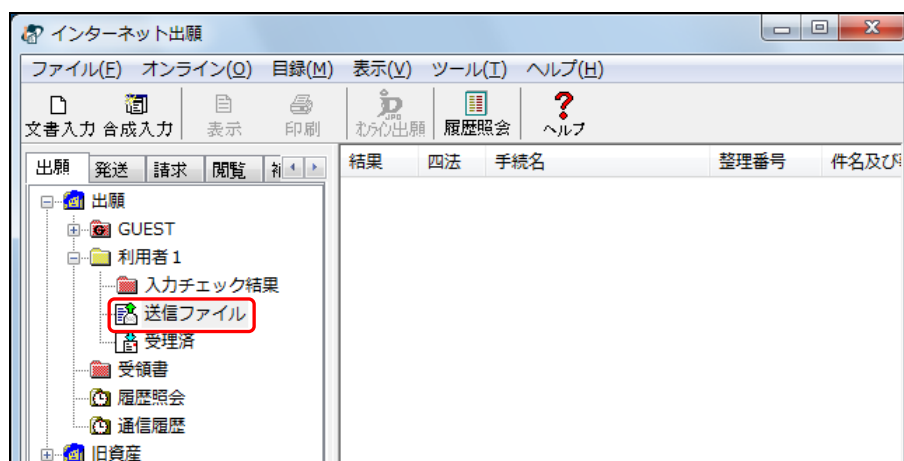 インターネット出願
ファイル(F) オンライン(O) 目録(M) 表示(V) ツール(T) ヘルプ(H)
文書入力 合成入力 表示 印刷 オンライン出願 履歴照会 ヘルプ
出願 発送 請求 閲覧
結果 四法 手続名 整理番号 件名及び
出願
GUEST
利用者1
入力チェック結果
送信ファイル
受理済
受領書
履歴照会
通信履歴
旧資産